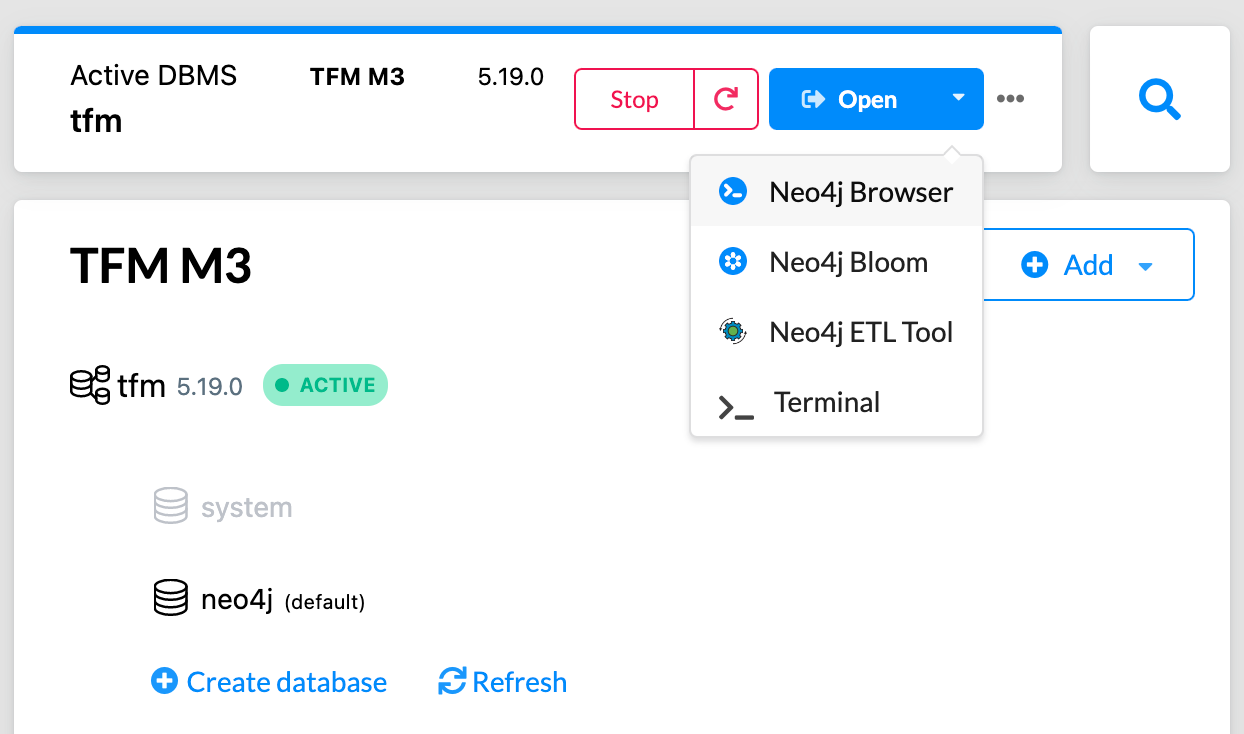 Active DBMS TFM M3 5.19.0 Stop Open
tfm
Neo4j Browser
Neo4j Bloom
Neo4j ETL Tool
Terminal
TFM M3 Add
tfm 5.19.0 ACTIVE
system
neo4j (default)
Create database Refresh